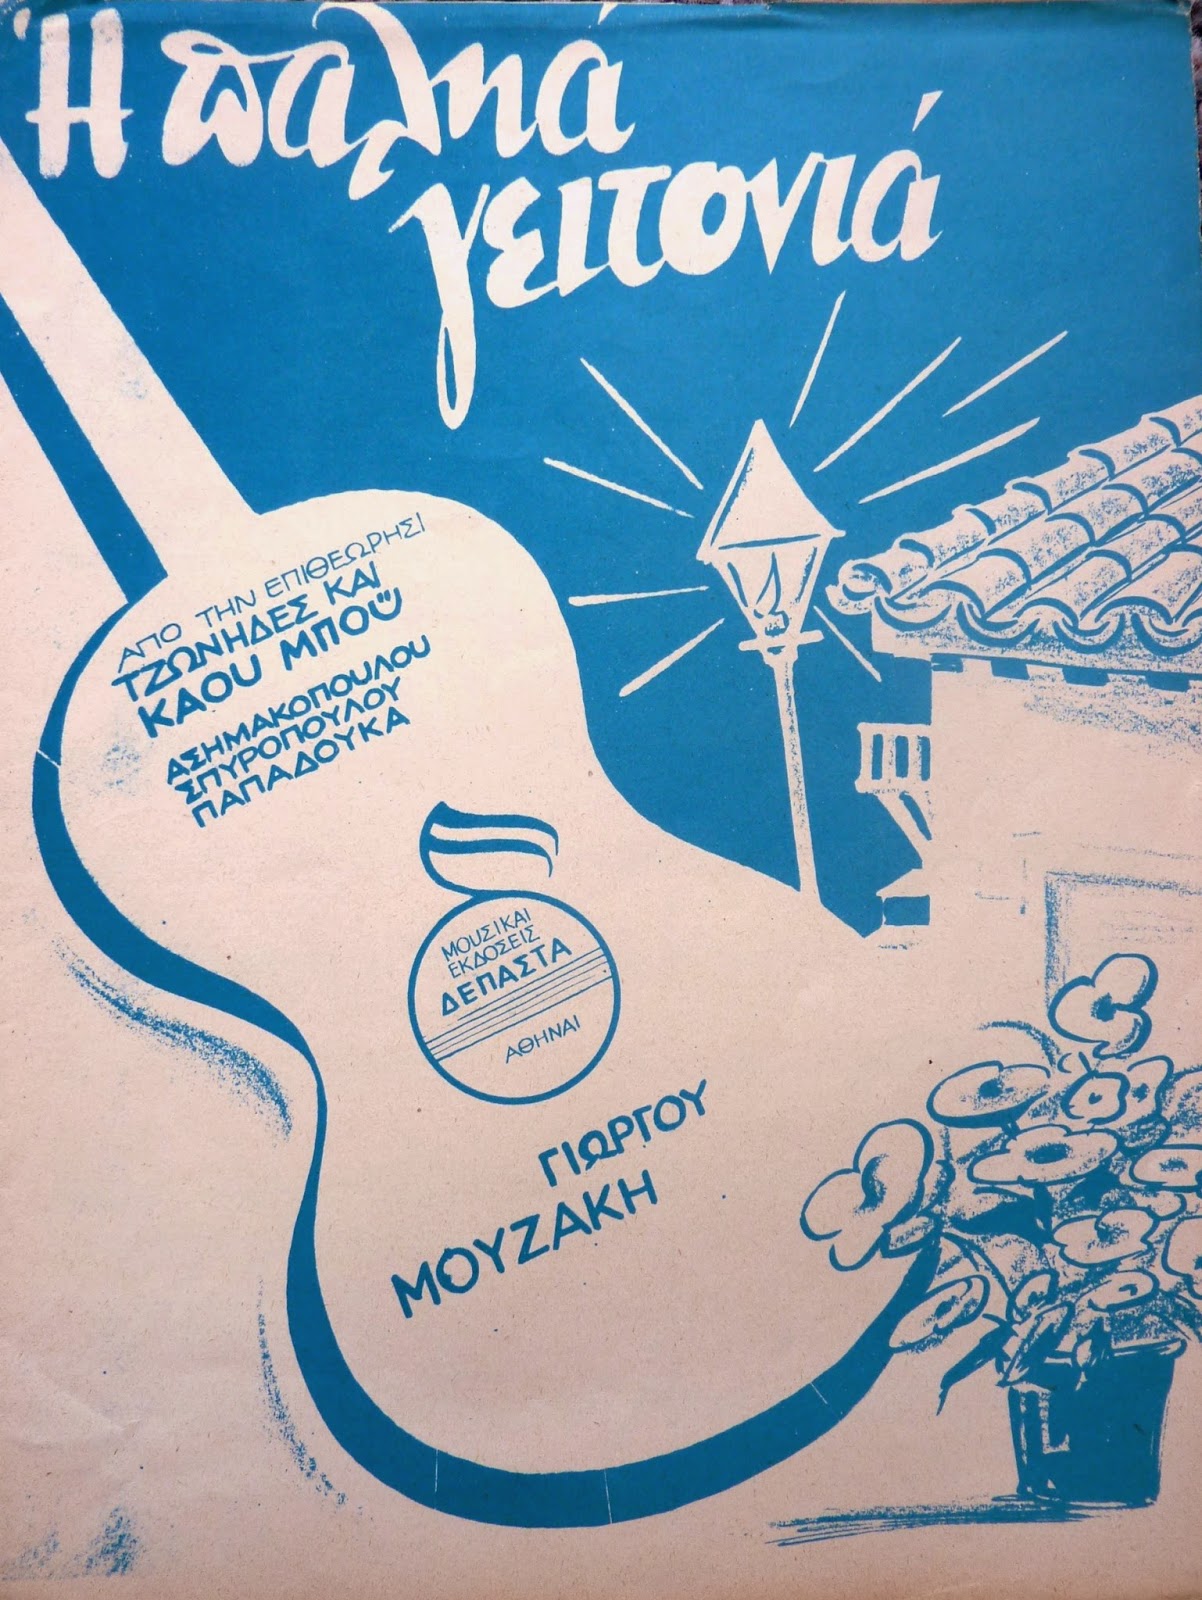 Ἡ παληά
γειτονιά
ΑΠΟ ΤΗΝ ΕΠΙΘΕΩΡΗΣΙ
ΤΖΩΝΗΔΕΣ ΚΑΙ
ΚΑΟΥ ΜΠΟΫ
ΑΣΗΜΑΚΟΠΟΥΛΟΥ
ΣΠΥΡΟΠΟΥΛΟΥ
ΠΑΠΑΔΟΥΚΑ
ΜΟΥΣΙΚΑΙ
ΕΚΔΟΣΕΙΣ
ΔΕΠΑΣΤΑ
ΑΘΗΝΑΙ
ΓΙΩΡΓΟΥ
ΜΟΥΖΑΚΗ